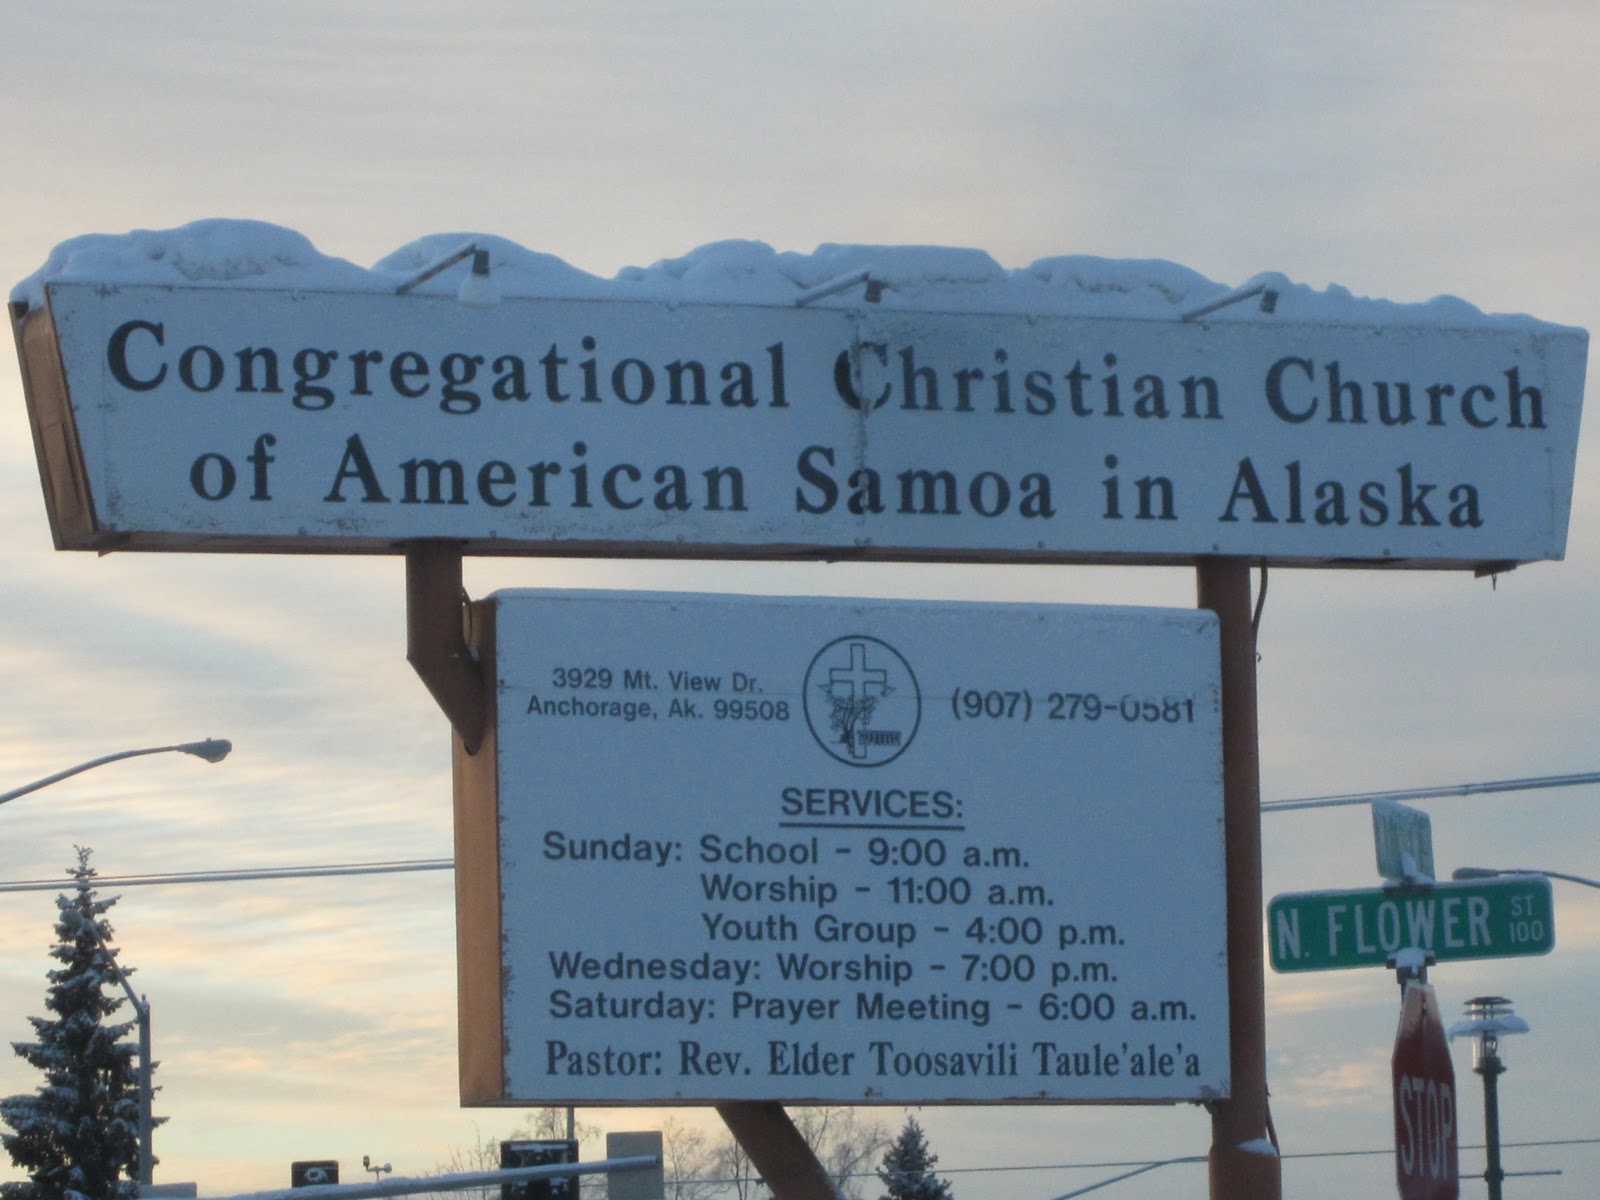 Congregational Christian Church
of American Samoa in Alaska
3929 Mt. View Dr.
Anchorage, Ak. 99508
(907) 279-0581
SERVICES:
Sunday: School - 9:00 a.m.
Worship - 11:00 a.m.
Youth Group - 4:00 p.m.
Wednesday: Worship - 7:00 p.m.
Saturday: Prayer Meeting - 6:00 a.m.
Pastor: Rev. Elder Toosavili Taule'ale'a
N. FLOWER ST 100
STOP